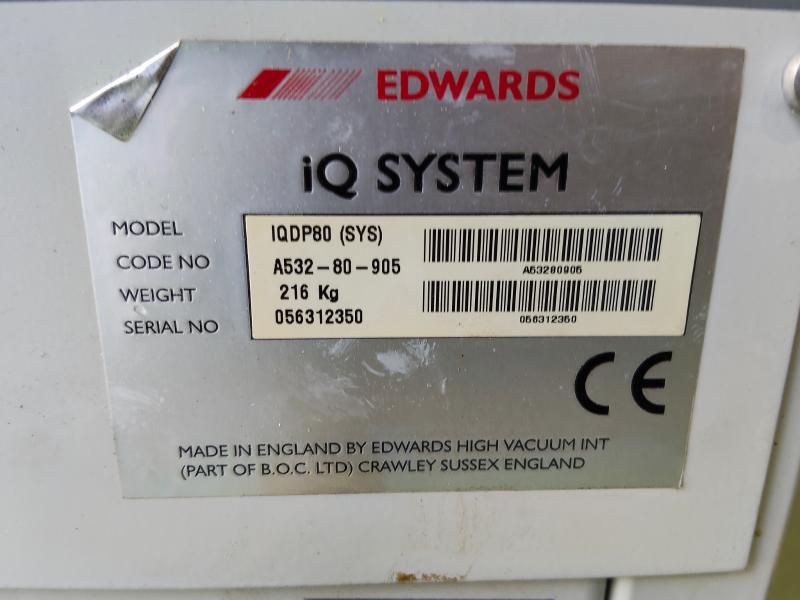 EDWARDS
iQ SYSTEM
MODEL IQDP80 (SYS)
CODE NO A532-80-905
A53280905
WEIGHT 216 Kg
SERIAL NO 056312350
056312350
CE
MADE IN ENGLAND BY EDWARDS HIGH VACUUM INT
(PART OF B.O.C. LTD) CRAWLEY SUSSEX ENGLAND